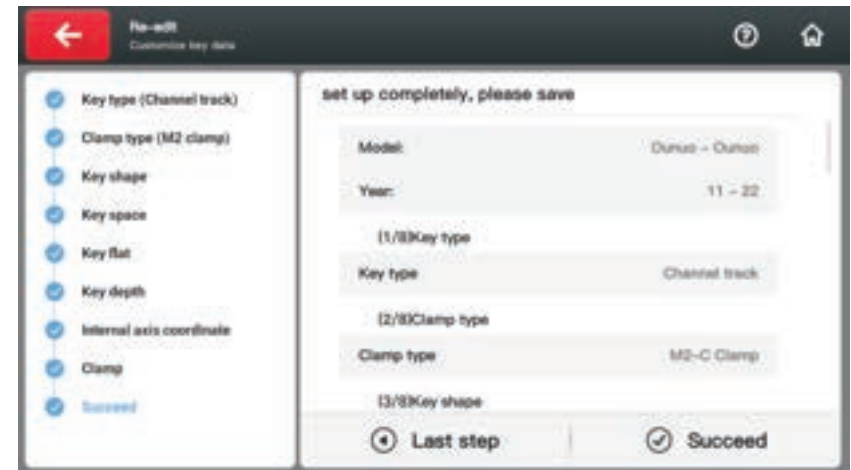 Re-edit
Customize key data
Key type (Channel track)
Clamp type (M2 clamp)
Key shape
Key space
Key flat
Key depth
Internal axis coordinate
Clamp
Succeed
set up completely, please save
Model:
Year: 11 - 22
(1/8)Key type
Key type Channel track
(2/8)Clamp type
Clamp type M2-C Clamp
(3/8)Key shape
Last step
Succeed